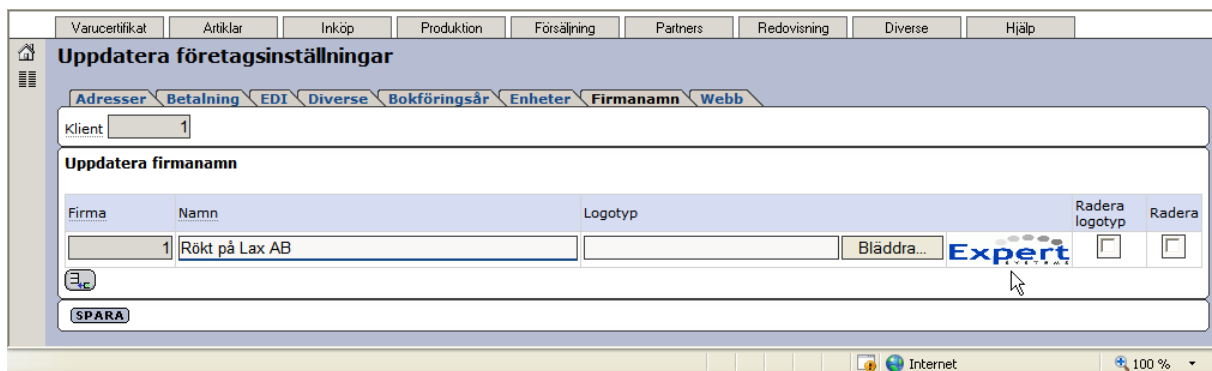 Varucertifikat Artiklar Inköp Produktion Försäljning Partners Redovisning Diverse Hjälp
Uppdatera företagsinställningar
Adresser Betalning EDI Diverse Bokföringsår Enheter Firmanamn Webb
Klient 1
Uppdatera firmanamn
Firma Namn Logotyp Radera logotyp Radera
1 Rökt på Lax AB Bläddra... Expert SYSTEMS
SPARA
Internet 100 %